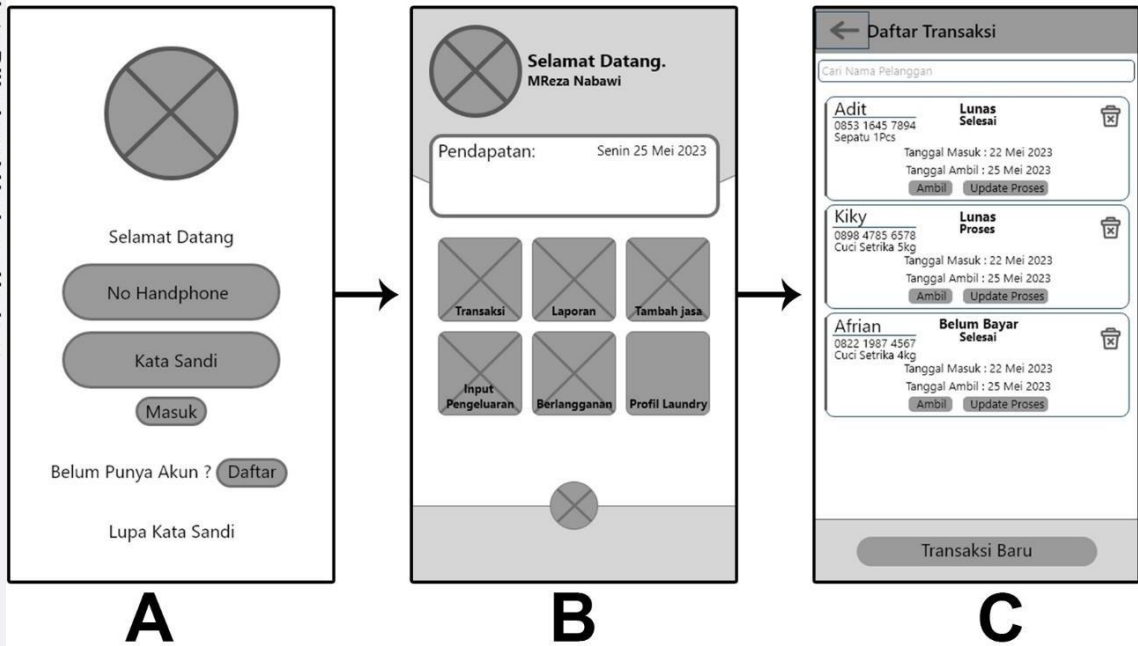 Selamat Datang
No Handphone
Kata Sandi
Masuk
Belum Punya Akun ? Daftar
Lupa Kata Sandi
A
Selamat Datang.
MReza Nabawi
Pendapatan: Senin 25 Mei 2023
Transaksi Laporan Tambah jasa
Input
Pengeluaran Berlangganan Profil Laundry
B
Daftar Transaksi
Cari Nama Pelanggan
Adit Lunas
0853 1645 7894 Selesai
Sepatu 1Pcs
Tanggal Masuk : 22 Mei 2023
Tanggal Ambil : 25 Mei 2023
Ambil Update Proses
Kiky Lunas
0898 4785 6578 Proses
Cuci Setrika 5kg
Tanggal Masuk : 22 Mei 2023
Tanggal Ambil : 25 Mei 2023
Ambil Update Proses
Afrian Belum Bayar
0822 1987 4567 Selesai
Cuci Setrika 4kg
Tanggal Masuk : 22 Mei 2023
Tanggal Ambil : 25 Mei 2023
Ambil Update Proses
Transaksi Baru
C